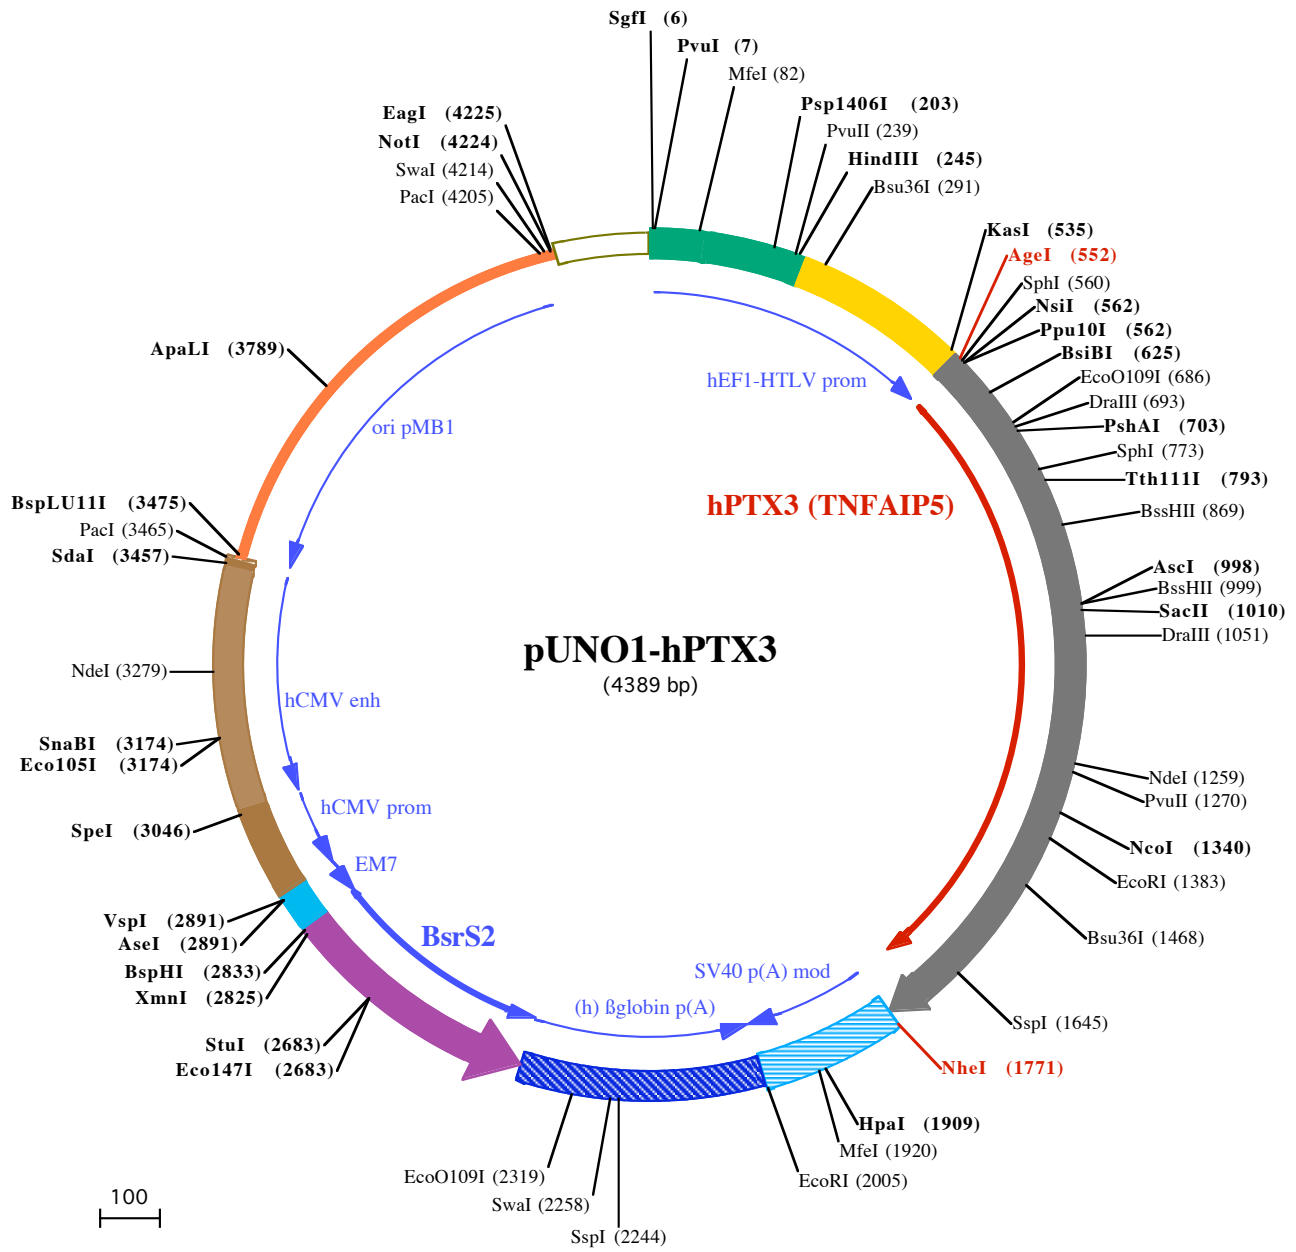 SgfI (6)
PvuI (7)
MfeI (82)
Psp1406I (203)
PvuII (239)
HindIII (245)
Bsu36I (291)
KasI (535)
AgeI (552)
SphI (560)
NsiI (562)
Ppu10I (562)
BsiBI (625)
EcoO109I (686)
DraIII (693)
PshAI (703)
SphI (773)
Tth111I (793)
BssHII (869)
AscI (998)
BssHII (999)
SacII (1010)
DraIII (1051)
NdeI (1259)
PvuII (1270)
NcoI (1340)
EcoRI (1383)
Bsu36I (1468)
SspI (1645)
NheI (1771)
HpaI (1909)
MfeI (1920)
EcoRI (2005)
SspI (2244)
SwaI (2258)
EcoO109I (2319)
Eco147I (2683)
StuI (2683)
XmnI (2825)
BspHI (2833)
AseI (2891)
VspI (2891)
SpeI (3046)
Eco105I (3174)
SnaBI (3174)
NdeI (3279)
SdaI (3457)
PacI (3465)
BspLU11I (3475)
ApaLI (3789)
PacI (4205)
SwaI (4214)
NotI (4224)
EagI (4225)
hEF1-HTLV prom
hPTX3 (TNFAIP5)
pUNO1-hPTX3
(4389 bp)
SV40 p(A) mod
(h) ßglobin p(A)
BsrS2
EM7
hCMV prom
hCMV enh
ori pMB1
100